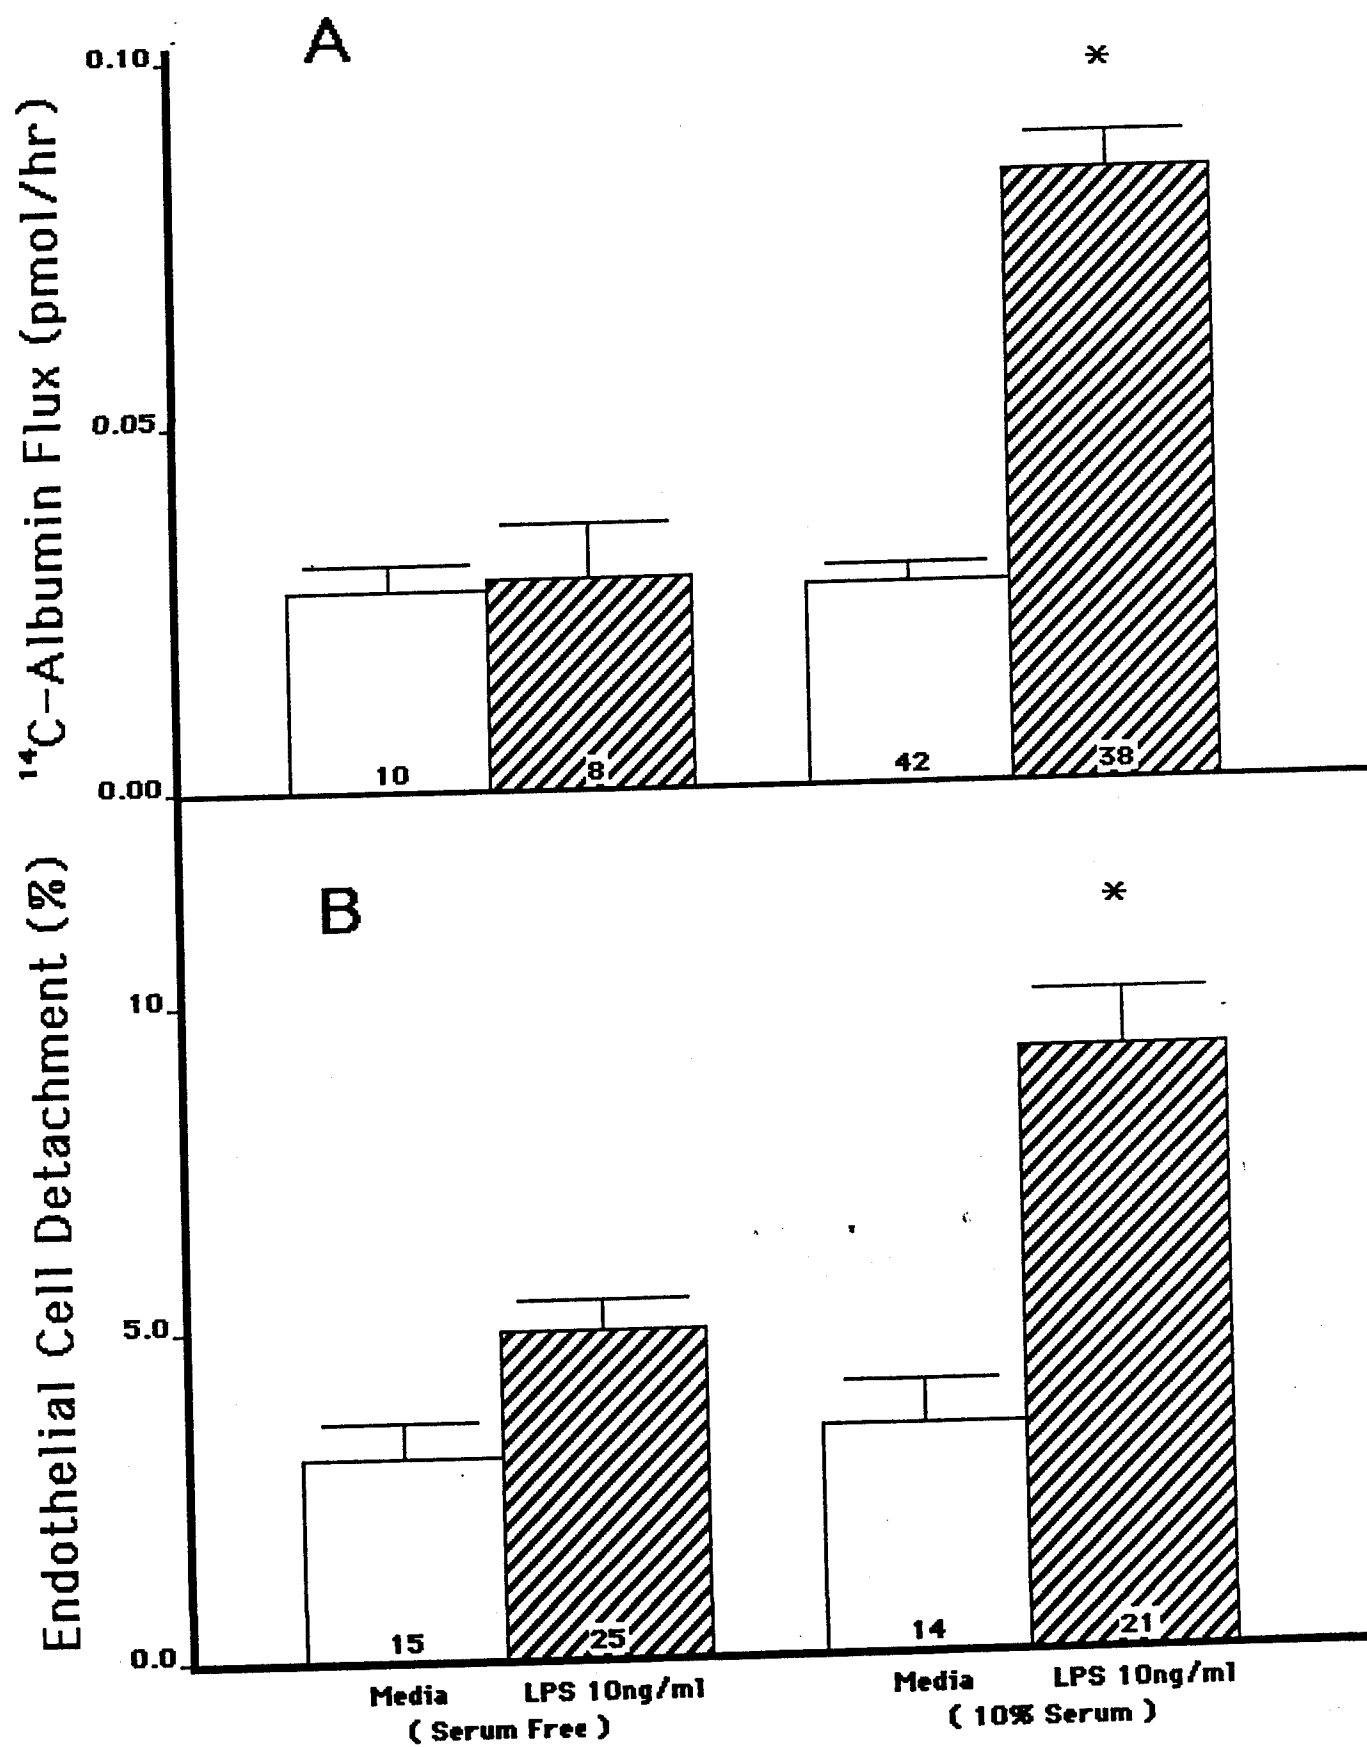 A
*
0.10
0.05
0.00
¹⁴C-Albumin Flux (pmol/hr)
10
8
42
38
B
*
10
5.0
0.0
Endothelial Cell Detachment (%)
15
25
14
21
Media LPS 10ng/ml Media LPS 10ng/ml
( Serum Free ) ( 10% Serum )